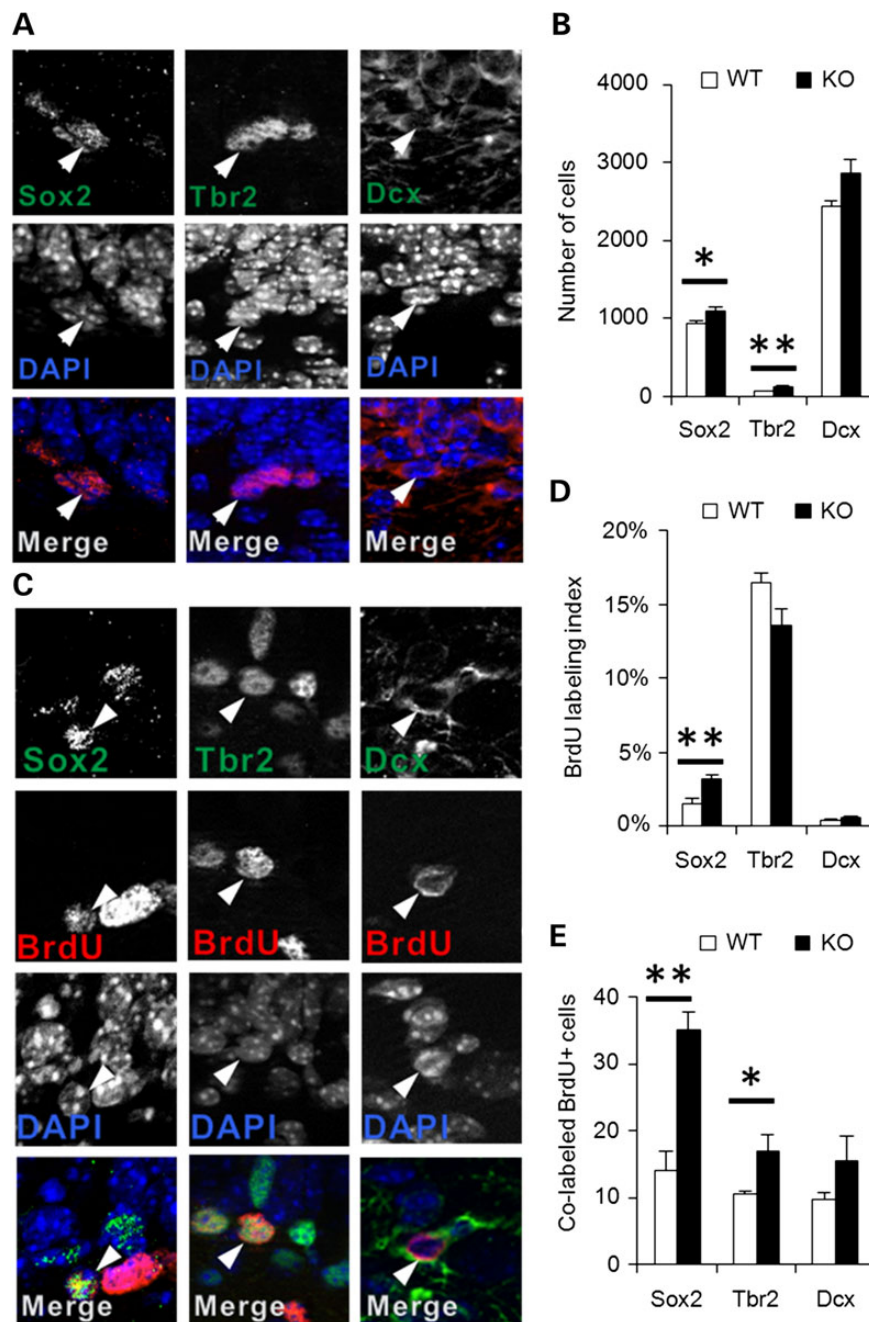 A
Sox2
Tbr2
Dcx
DAPI
DAPI
DAPI
Merge
Merge
Merge
B
WT
KO
Number of cells
4000
3000
2000
1000
0
*
**
Sox2
Tbr2
Dcx
C
Sox2
Tbr2
Dcx
BrdU
BrdU
BrdU
DAPI
DAPI
DAPI
Merge
Merge
Merge
D
WT
KO
BrdU labeling index
20%
15%
10%
5%
0%
**
Sox2
Tbr2
Dcx
E
WT
KO
Co-labeled BrdU+ cells
40
30
20
10
0
**
*
Sox2
Tbr2
Dcx